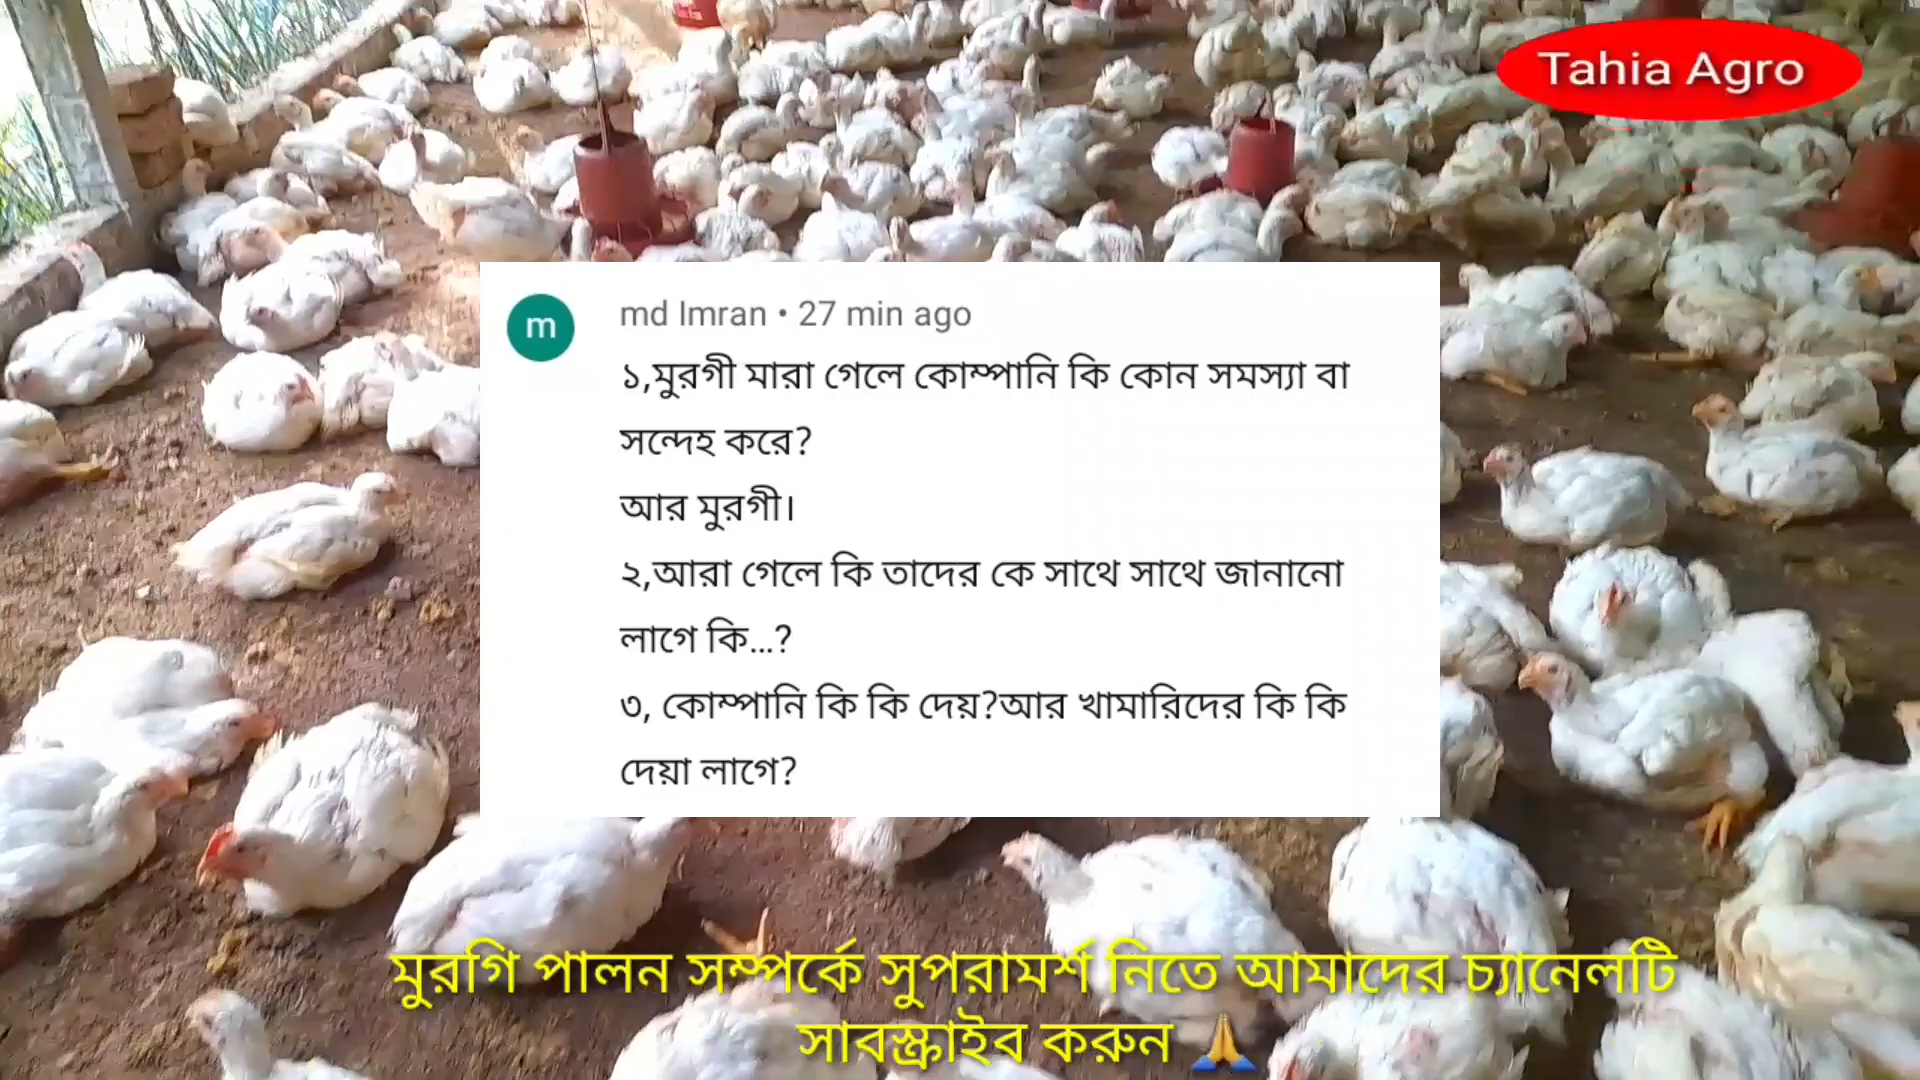 Tahia Agro
m
md Imran • 27 min ago
১,মুরগী মারা গেলে কোম্পানি কি কোন সমস্যা বা
সন্দেহ করে?
আর মুরগী।
২,আরা গেলে কি তাদের কে সাথে সাথে জানানো
লাগে কি...?
৩, কোম্পানি কি কি দেয়?আর খামারিদের কি কি
দেয়া লাগে?
মুরগি পালন সম্পর্কে সুপরামর্শ নিতে আমাদের চ্যানেলটি
সাবস্ক্রাইব করুন 🙏